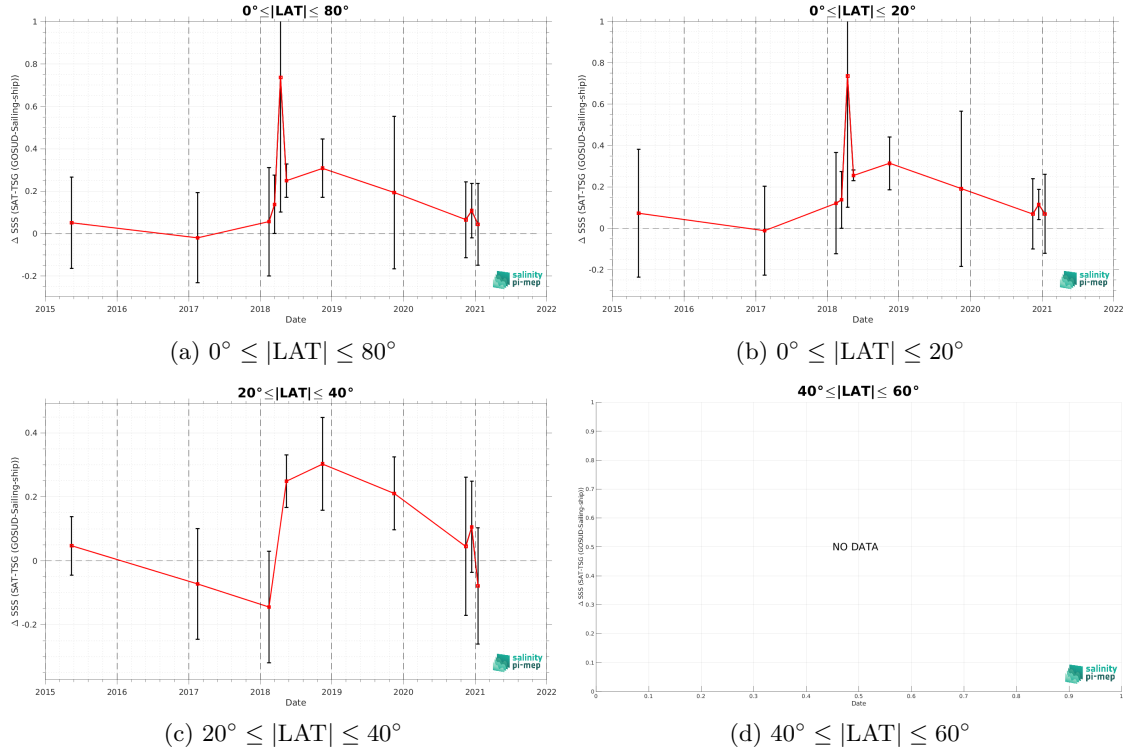 0°≤|LAT|≤ 80°
Δ SSS (SAT-TSG (GOSUD-Sailing-ship))
1
0.8
0.6
0.4
0.2
0
-0.2
2015 2016 2017 2018 2019 2020 2021 2022
Date
salinity
pi-mep
(a) 0° ≤ |LAT| ≤ 80°
0°≤|LAT|≤ 20°
Δ SSS (SAT-TSG (GOSUD-Sailing-ship))
1
0.8
0.6
0.4
0.2
0
-0.2
2015 2016 2017 2018 2019 2020 2021 2022
Date
salinity
pi-mep
(b) 0° ≤ |LAT| ≤ 20°
20°≤|LAT|≤ 40°
Δ SSS (SAT-TSG (GOSUD-Sailing-ship))
0.4
0.2
0
-0.2
2015 2016 2017 2018 2019 2020 2021 2022
Date
salinity
pi-mep
(c) 20° ≤ |LAT| ≤ 40°
40°≤|LAT|≤ 60°
Δ SSS (SAT-TSG (GOSUD-Sailing-ship))
1
0.9
0.8
0.7
0.6
0.5
0.4
0.3
0.2
0.1
0
NO DATA
0 0.1 0.2 0.3 0.4 0.5 0.6 0.7 0.8 0.9 1
Date
salinity
pi-mep
(d) 40° ≤ |LAT| ≤ 60°